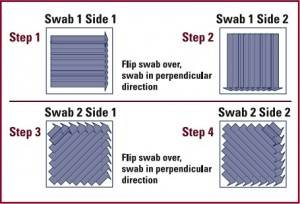 Swab 1 Side 1
Swab 1 Side 2
Step 1
Step 2
Flip swab over,
swab in perpendicular
direction
Swab 2 Side 1
Swab 2 Side 2
Step 3
Step 4
Flip swab over,
swab in perpendicular
direction